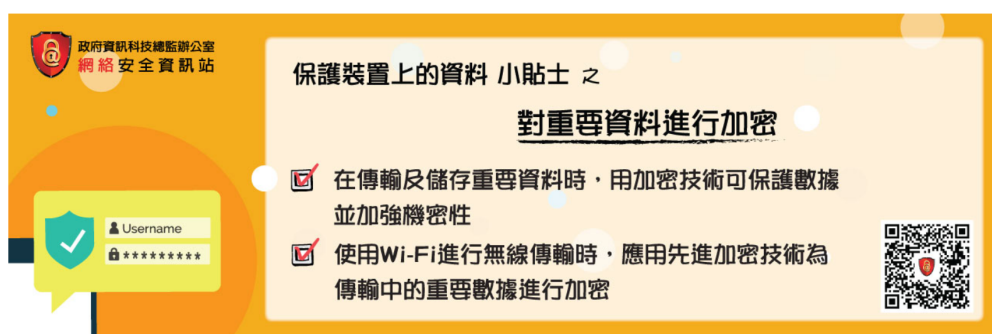 政府資訊科技總監辦公室
網絡安全資訊站
保護裝置上的資料 小貼士 之
對重要資料進行加密
在傳輸及儲存重要資料時，用加密技術可保護數據
並加強機密性
使用Wi-Fi進行無線傳輸時，應用先進加密技術為
傳輸中的重要數據進行加密
Username
*********